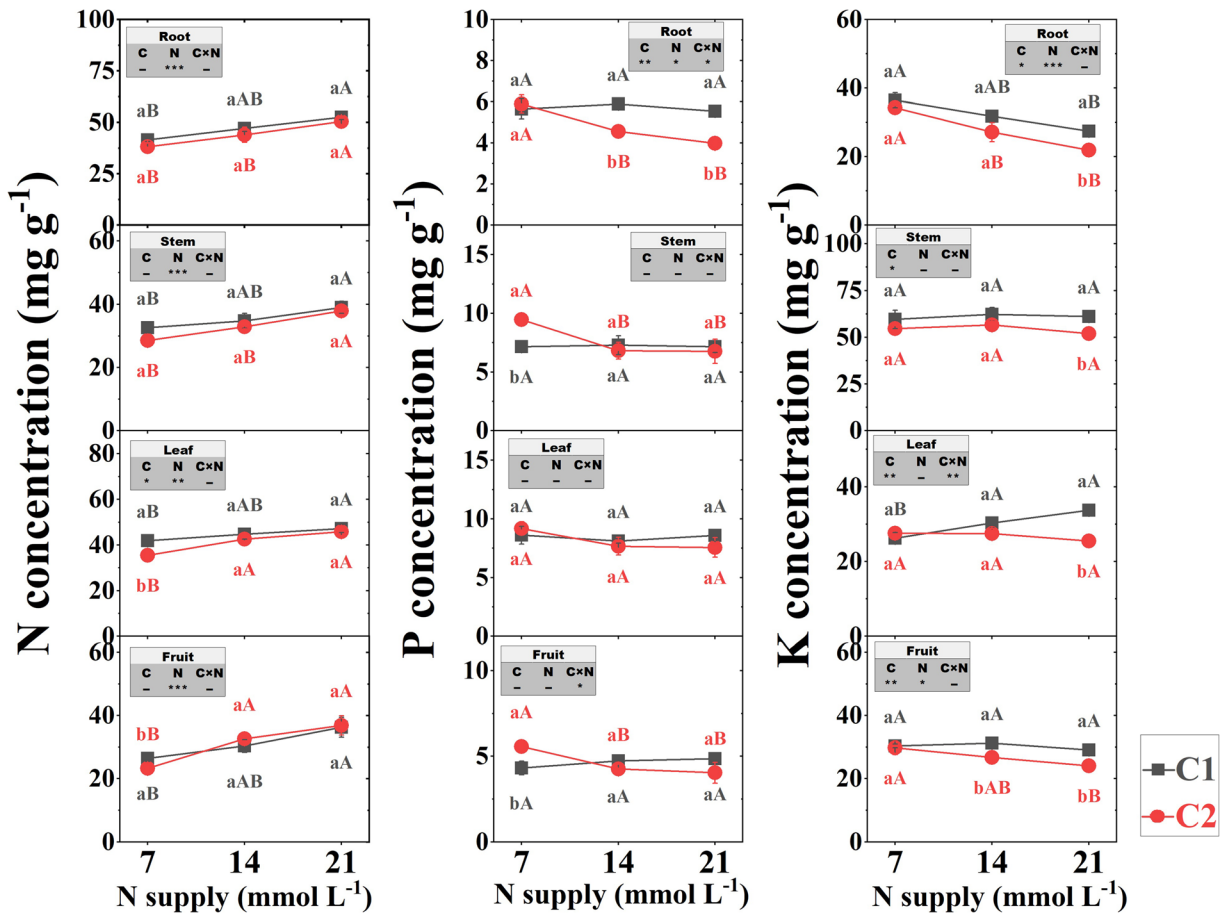 N concentration (mg g-1)
100
75
50
25
0
Root
C N C×N
– *** –
aB aAB aA
aB aB aA
60
40
20
0
Stem
C N C×N
– *** –
aB aAB aA
aB aB aA
80
60
40
20
0
Leaf
C N C×N
* ** –
aB aAB aA
bB aA aA
60
40
20
0
Fruit
C N C×N
– *** –
bB aA aA
aB aAB aA
7 14 21
N supply (mmol L-1)
P concentration (mg g-1)
10
8
6
4
2
0
Root
C N C×N
** * *
aA aA aA
aA bB bB
15
10
5
0
Stem
C N C×N
– – –
aA aB aB
bA aA aA
15
10
5
0
Leaf
C N C×N
– – –
aA aA aA
aA aA aA
10
5
0
Fruit
C N C×N
– – *
aA aB aB
bA aA aA
7 14 21
N supply (mmol L-1)
K concentration (mg g-1)
60
40
20
0
Root
C N C×N
* *** –
aA aAB aB
aA aA bB
100
75
50
25
0
Stem
C N C×N
* – –
aA aA aA
aA aA bA
40
20
0
Leaf
C N C×N
** – **
aB aA aA
aA aA bA
60
40
20
0
Fruit
C N C×N
** * –
aA aA aA
aA bAB bB
7 14 21
N supply (mmol L-1)
C1
C2